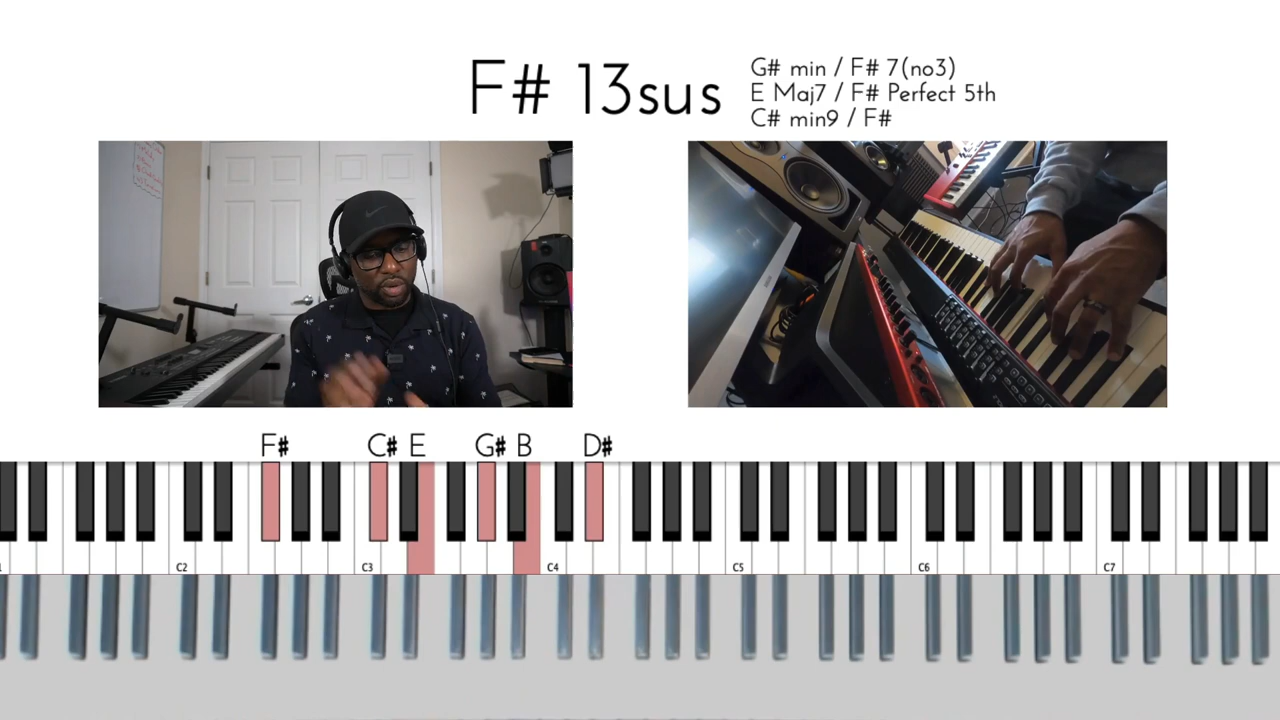 F# 13sus
G# min / F# 7(no3)
E Maj7 / F# Perfect 5th
C# min9 / F#
F# C# E G# B D#
C2 C3 C4 C5 C6 C7